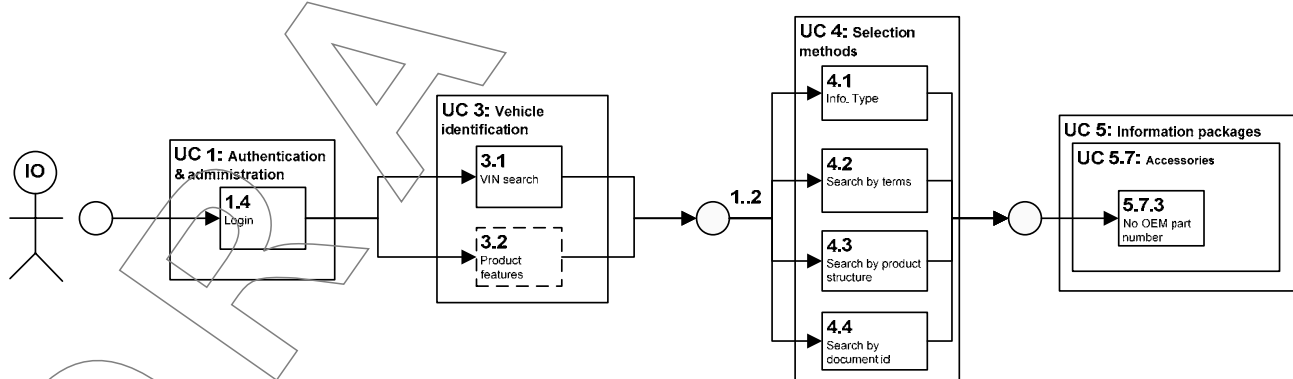 IO
UC 1: Authentication
& administration
1.4
Login
UC 3: Vehicle
identification
3.1
VIN search
3.2
Product
features
1..2
UC 4: Selection
methods
4.1
Info_Type
4.2
Search by terms
4.3
Search by product
structure
4.4
Search by
document id
UC 5: Information packages
UC 5.7: Accessories
5.7.3
No OEM part
number